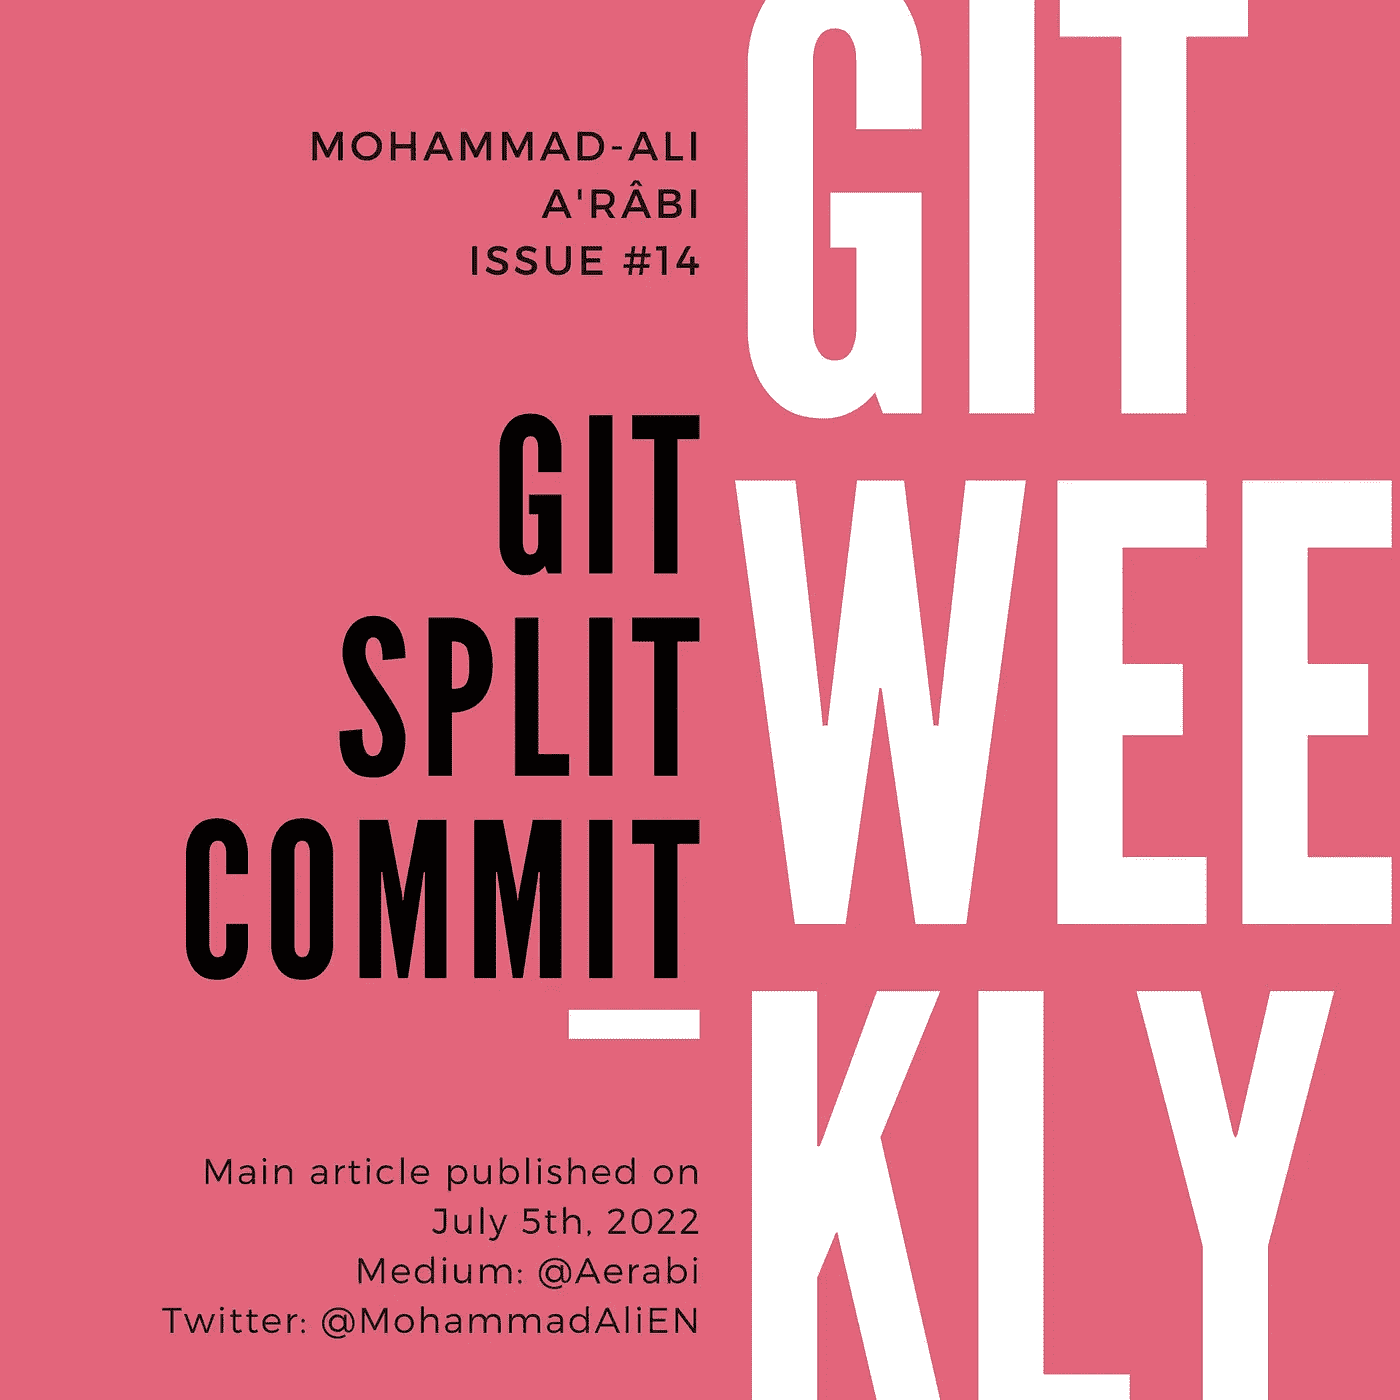 MOHAMMAD-ALI
A'RÂBI
ISSUE #14
GIT
SPLIT
COMMIT
Main article published on
July 5th, 2022
Medium: @Aerabi
Twitter: @MohammadAliEN
GIT
WEE
KLY